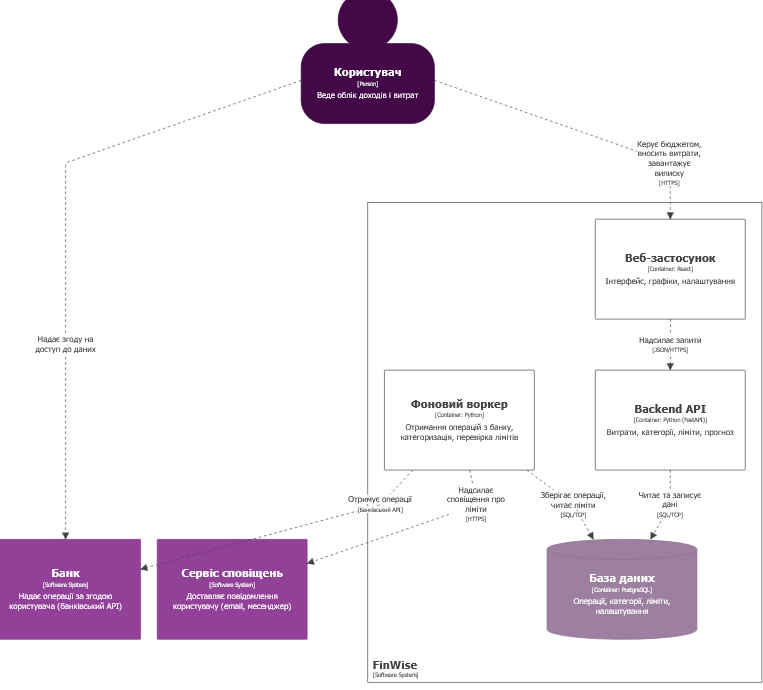 Користувач
[Person]
Веде облік доходів і витрат
Керує бюджетом,
вносить витрати,
завантажує
виписку
[HTTPS]
Веб-застосунок
[Container: React]
Інтерфейс, графіки, налаштування
Надає згоду на
доступ до даних
Надсилає запити
[JSON/HTTPS]
Фоновий воркер
[Container: Python]
Отримання операцій з банку,
категоризація, перевірка лімітів
Backend API
[Container: Python (FastAPI)]
Витрати, категорії, ліміти, прогноз
Отримує операції
[Банківський API]
Надсилає
сповіщення про
ліміти
[HTTPS]
Зберігає операції,
читає ліміти
[SQL/TCP]
Читає та записує
дані
[SQL/TCP]
Банк
[Software System]
Надає операції за згодою
користувача (банківський API)
Сервіс сповіщень
[Software System]
Доставляє повідомлення
користувачу (email, месенджер)
База даних
[Container: PostgreSQL]
Операції, категорії, ліміти,
налаштування
FinWise
[Software System]